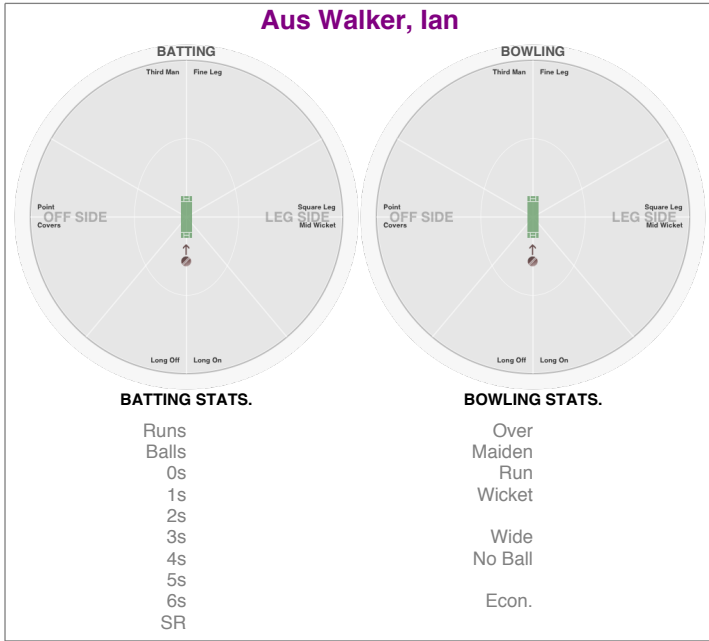 Aus Walker, Ian
BATTING
Third Man Fine Leg
Point
OFF SIDE
Covers
Square Leg
LEG SIDE
Mid Wicket
Long Off Long On
BOWLING
Third Man Fine Leg
Point
OFF SIDE
Covers
Square Leg
LEG SIDE
Mid Wicket
Long Off Long On
BATTING STATS.
Runs
Balls
0s
1s
2s
3s
4s
5s
6s
SR
BOWLING STATS.
Over
Maiden
Run
Wicket
Wide
No Ball
Econ.